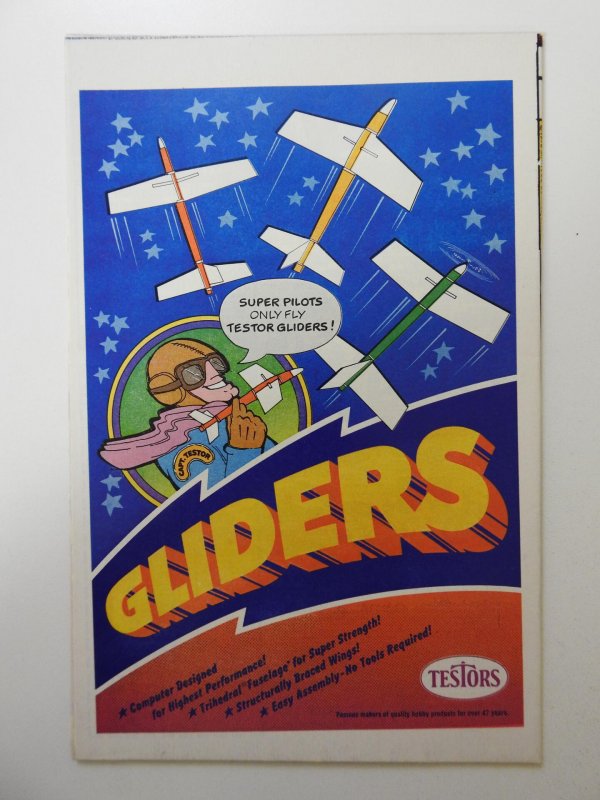 SUPER PILOTS
ONLY FLY
TESTOR GLIDERS!
CAPT. TESTOR
GLIDERS
★ Computer Designed
for Highest Performance!
★ Trihedral Fuselage for Super Strength!
★ Structurally Braced Wings!
★ Easy Assembly-No Tools Required!
TESTORS
Famous makers of quality hobby products for over 47 years.